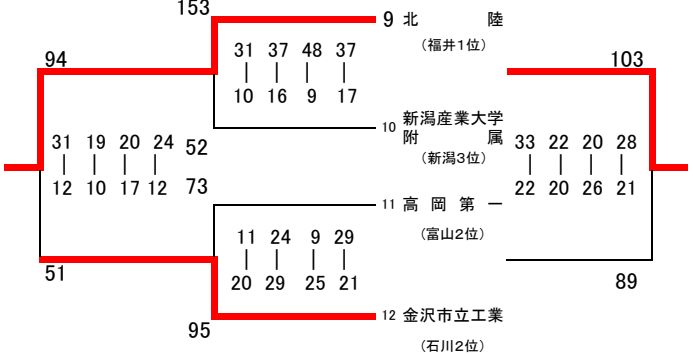 153
9 北 陸
(福井1位)
31 37 48 37
10 16 9 17
94
103
10 新潟産業大学
附 属
(新潟3位)
52
31 19 20 24
12 10 17 12
33 22 20 28
22 20 26 21
73
11 高 岡 第 一
(富山2位)
11 24 9 29
20 29 25 21
51
89
12 金沢市立工業
(石川2位)
95